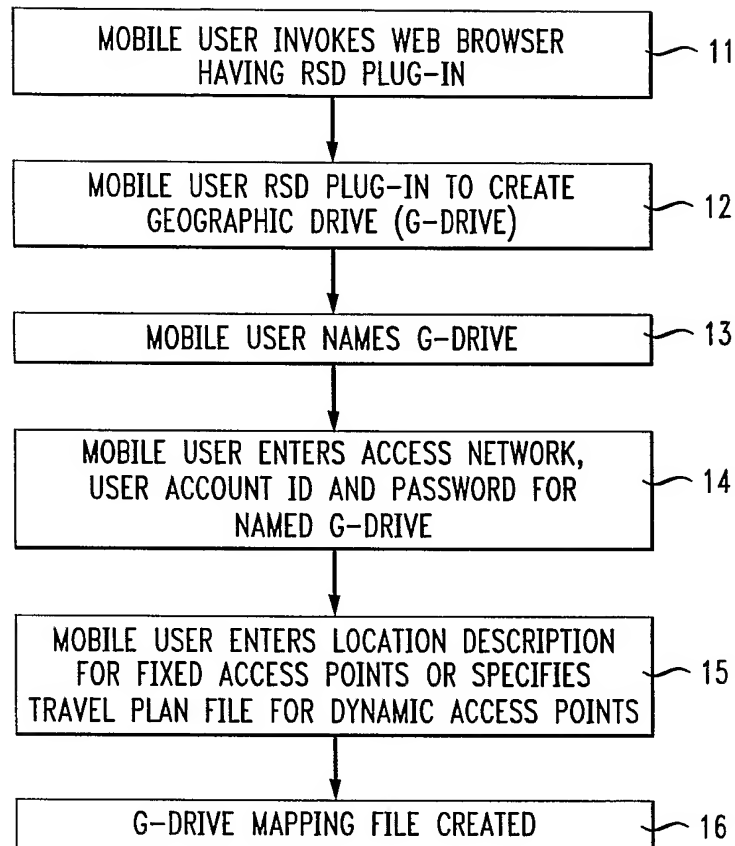 MOBILE USER INVOKES WEB BROWSER
HAVING RSD PLUG-IN
11
MOBILE USER RSD PLUG-IN TO CREATE
GEOGRAPHIC DRIVE (G-DRIVE)
12
MOBILE USER NAMES G-DRIVE
13
MOBILE USER ENTERS ACCESS NETWORK,
USER ACCOUNT ID AND PASSWORD FOR
NAMED G-DRIVE
14
MOBILE USER ENTERS LOCATION DESCRIPTION
FOR FIXED ACCESS POINTS OR SPECIFIES
TRAVEL PLAN FILE FOR DYNAMIC ACCESS POINTS
15
G-DRIVE MAPPING FILE CREATED
16